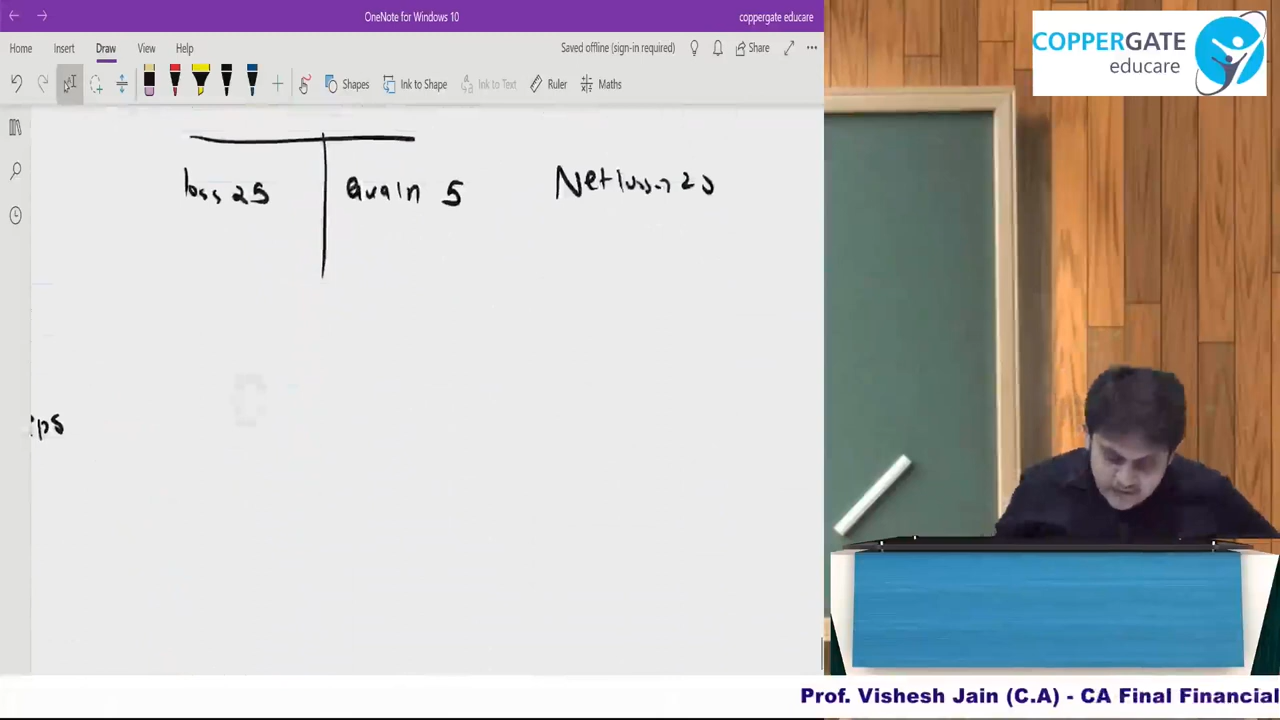 OneNote for Windows 10
coppergate educare
Home Insert Draw View Help
Saved offline (sign-in required) Share
Shapes Ink to Shape Ink to Text Ruler Maths
loss 25 Gain 5 Net loss → 20
COPPERGATE
educare
Prof. Vishesh Jain (C.A) - CA Final Financial